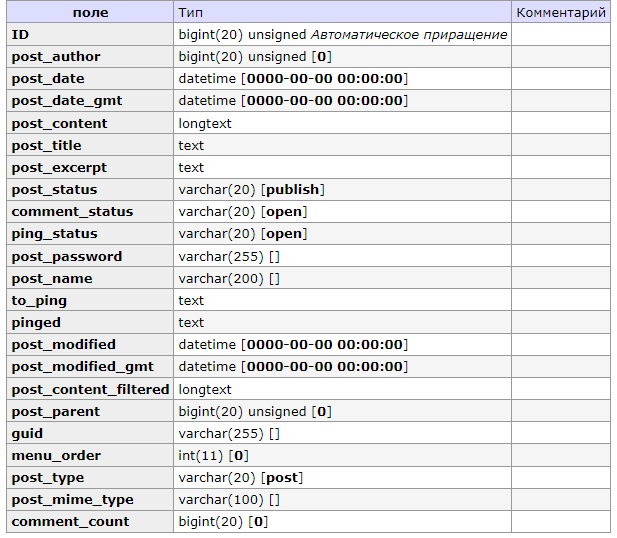 поле Тип Комментарий
ID bigint(20) unsigned Автоматическое приращение
post_author bigint(20) unsigned [0]
post_date datetime [0000-00-00 00:00:00]
post_date_gmt datetime [0000-00-00 00:00:00]
post_content longtext
post_title text
post_excerpt text
post_status varchar(20) [publish]
comment_status varchar(20) [open]
ping_status varchar(20) [open]
post_password varchar(255) []
post_name varchar(200) []
to_ping text
pinged text
post_modified datetime [0000-00-00 00:00:00]
post_modified_gmt datetime [0000-00-00 00:00:00]
post_content_filtered longtext
post_parent bigint(20) unsigned [0]
guid varchar(255) []
menu_order int(11) [0]
post_type varchar(20) [post]
post_mime_type varchar(100) []
comment_count bigint(20) [0]